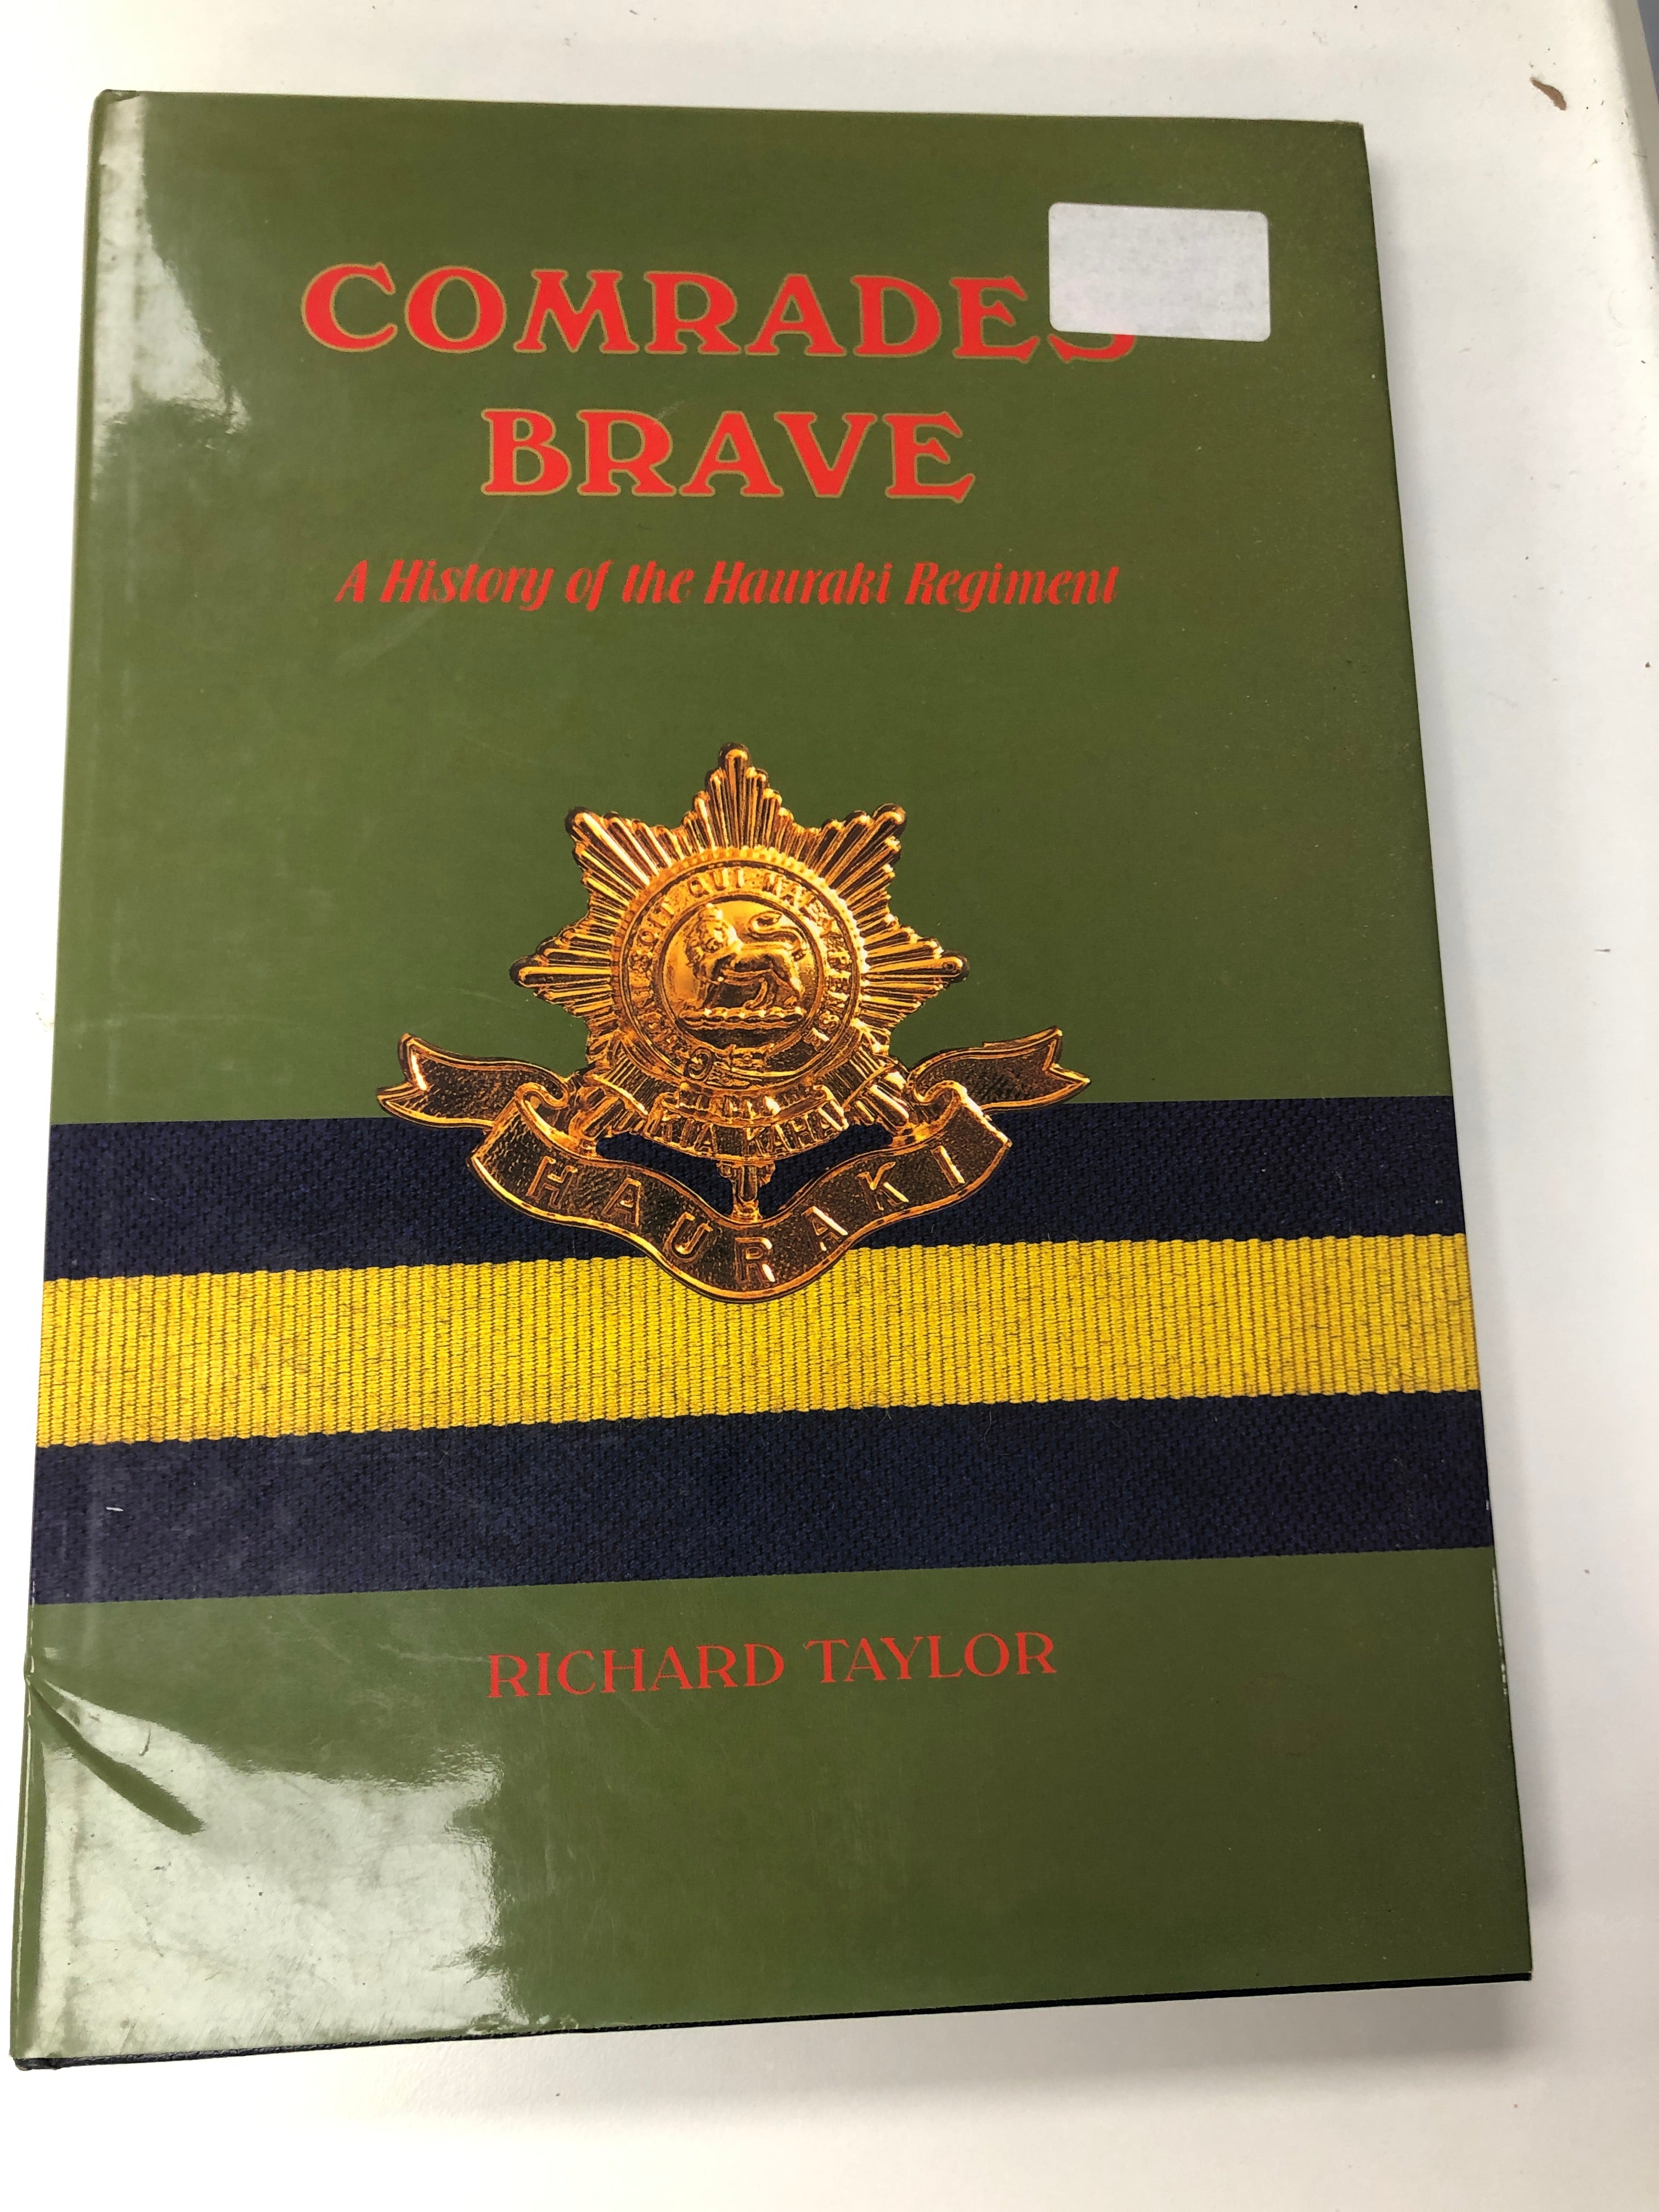 COMRADES
BRAVE
A History of the Hauraki Regiment
KIA KAHA
HAURAKI
RICHARD TAYLOR